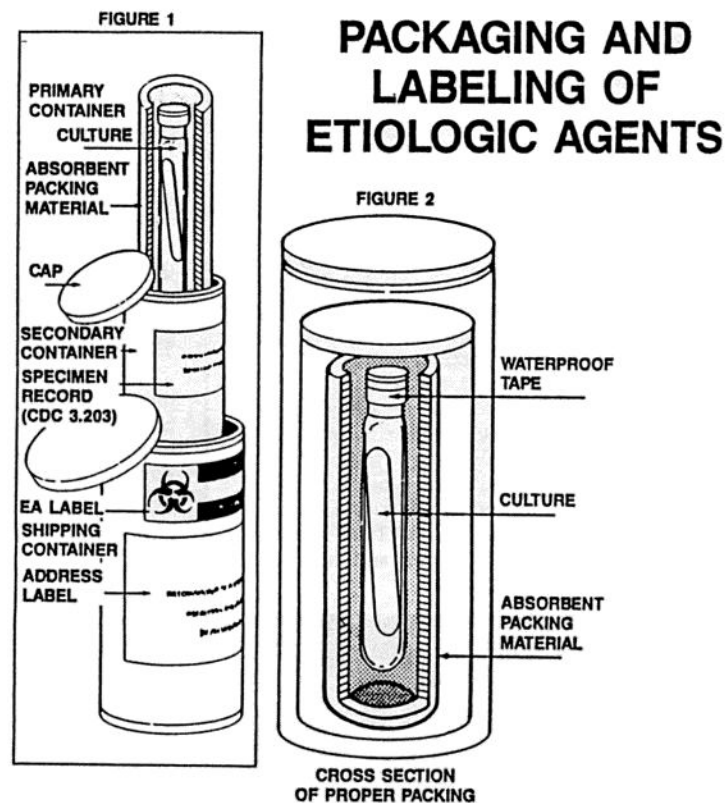 FIGURE 1
PACKAGING AND
LABELING OF
ETIOLOGIC AGENTS
PRIMARY
CONTAINER
CULTURE
ABSORBENT
PACKING
MATERIAL
CAP
SECONDARY
CONTAINER
SPECIMEN
RECORD
(CDC 3.203)
EA LABEL
SHIPPING
CONTAINER
ADDRESS
LABEL
FIGURE 2
WATERPROOF
TAPE
CULTURE
ABSORBENT
PACKING
MATERIAL
CROSS SECTION
OF PROPER PACKING